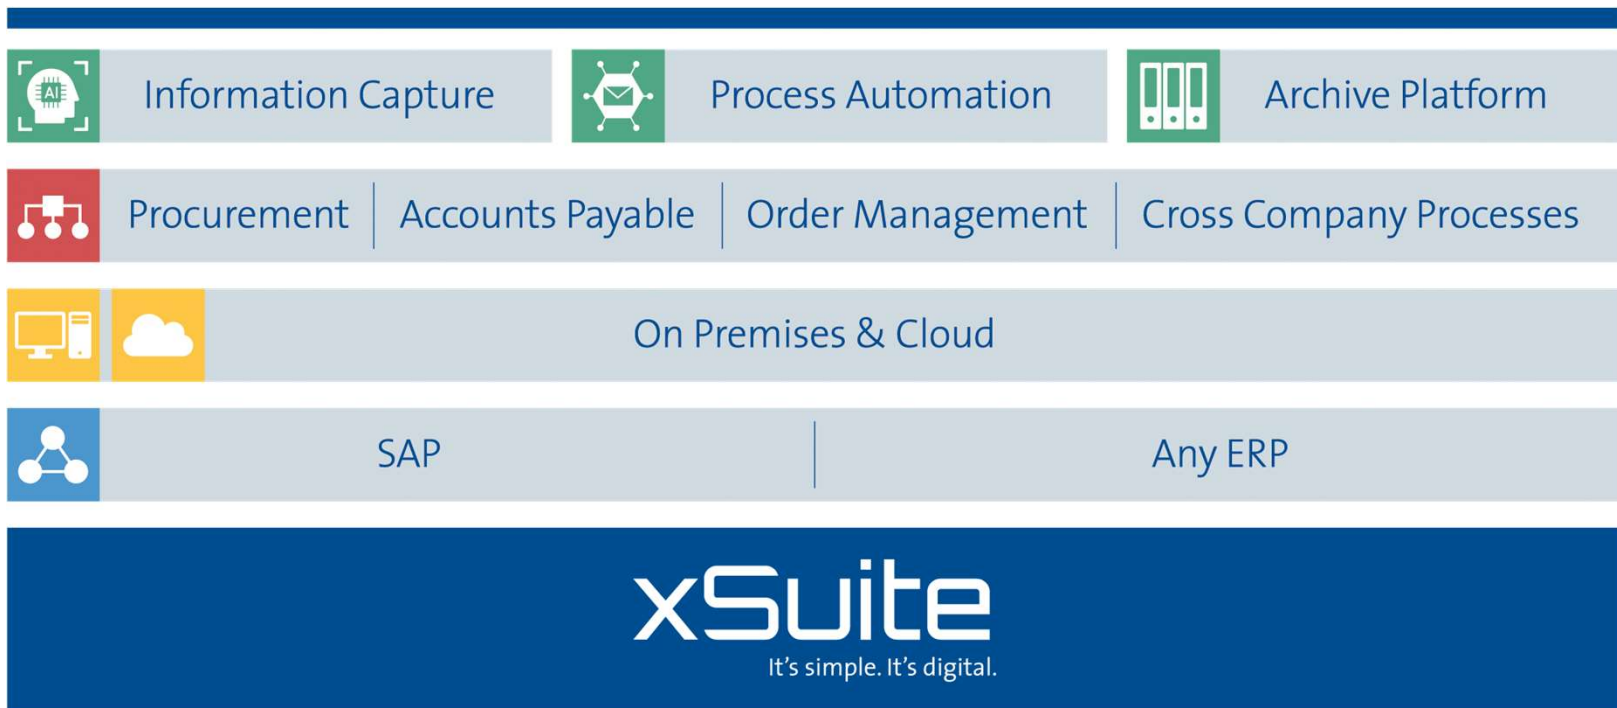 AI
Information Capture
Process Automation
Archive Platform
Procurement
Accounts Payable
Order Management
Cross Company Processes
On Premises & Cloud
SAP
Any ERP
xSuite
It's simple. It's digital.